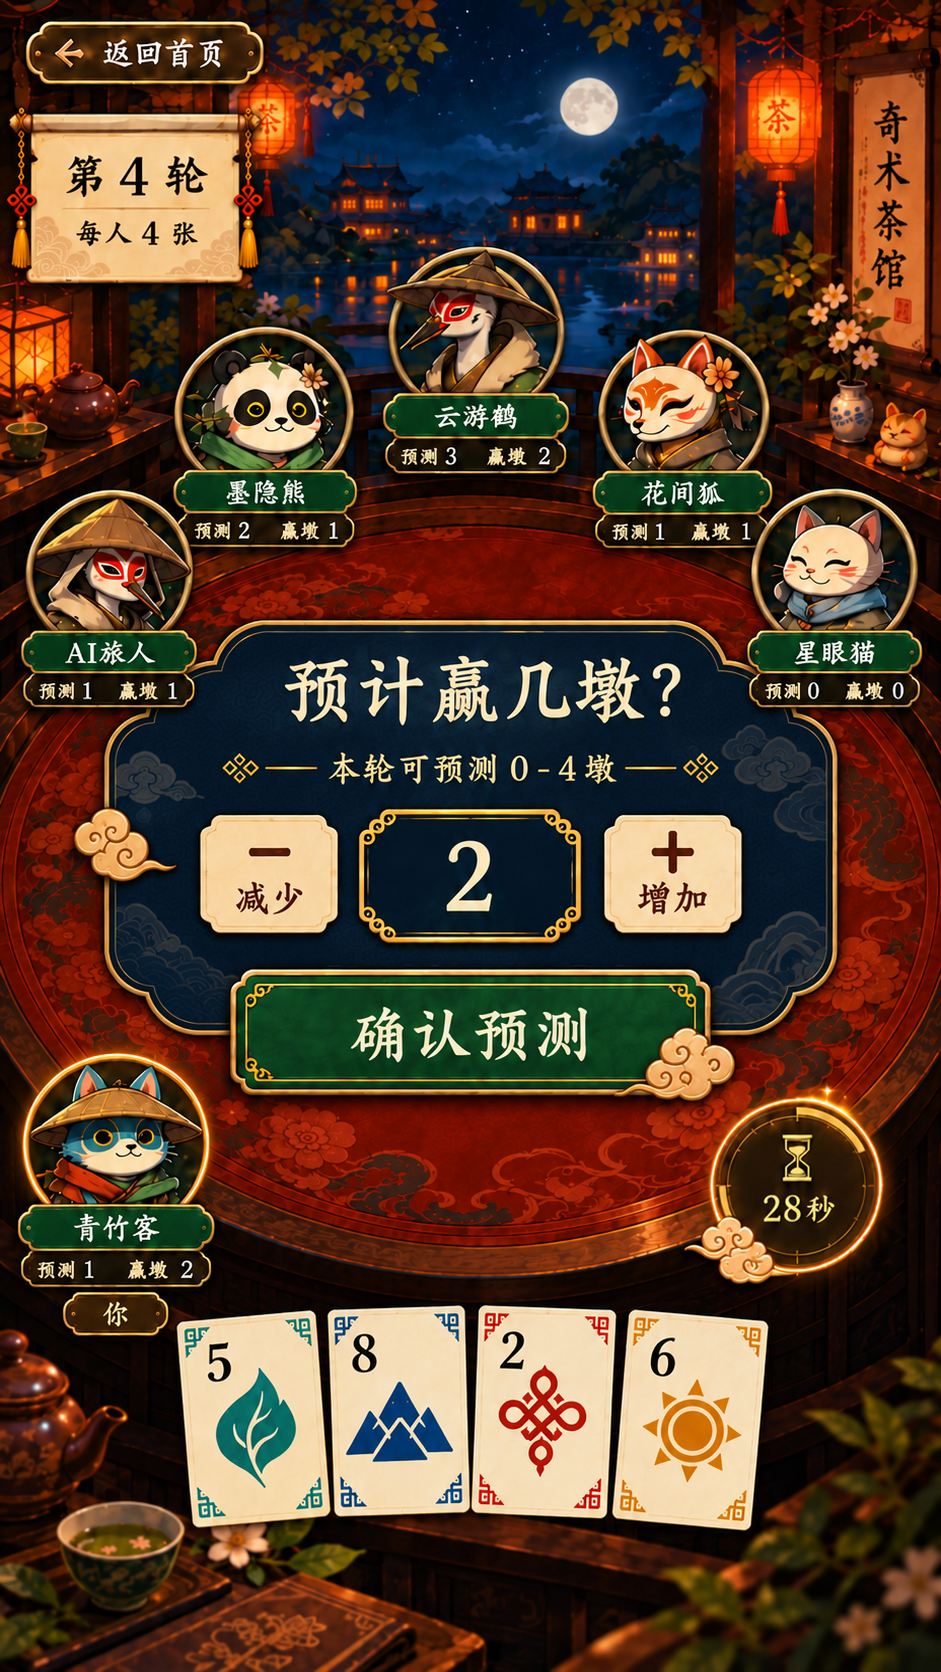 返回首页
第4轮
每人4张
茶
茶
奇术茶馆
云游鹤
预测3 赢墩2
墨隐熊
预测2 赢墩1
花间狐
预测1 赢墩1
AI旅人
预测1 赢墩1
星眼猫
预测0 赢墩0
预计赢几墩?
本轮可预测 0-4墩
减少
2
增加
确认预测
28秒
青竹客
预测1 赢墩2
你
5
8
2
6